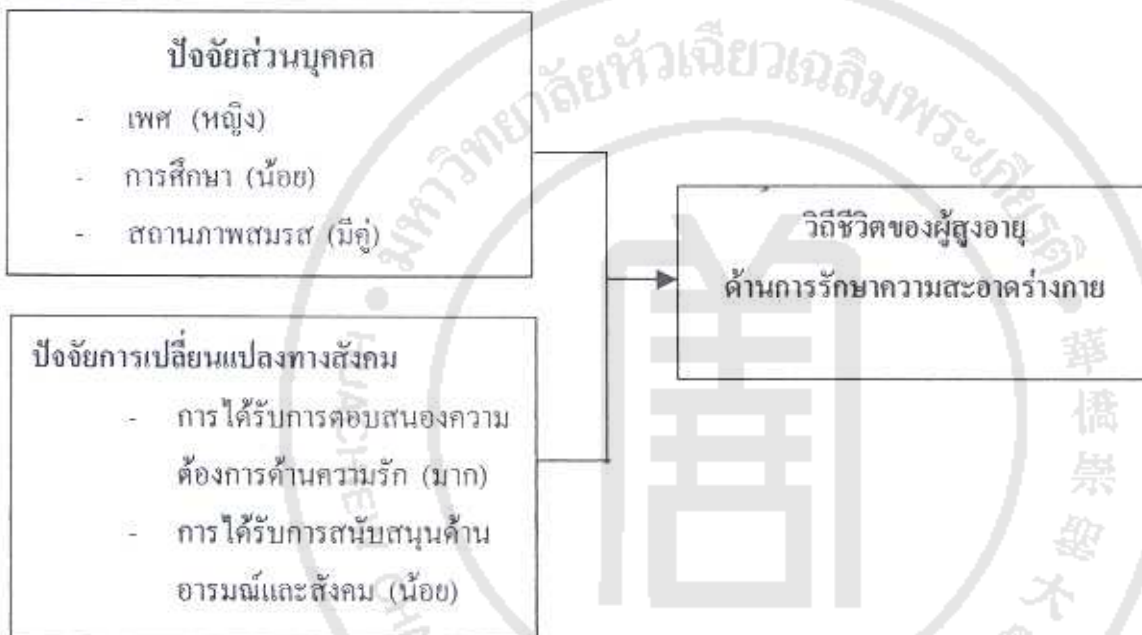 ปัจจัยส่วนบุคคล
- เพศ (หญิง)
- การศึกษา (น้อย)
- สถานภาพสมรส (มีคู่)
วิถีชีวิตของผู้สูงอายุ
ด้านการรักษาความสะอาดร่างกาย
ปัจจัยการเปลี่ยนแปลงทางสังคม
- การได้รับการตอบสนองความ
ต้องการด้านความรัก (มาก)
- การได้รับการสนับสนุนด้าน
อารมณ์และสังคม (น้อย)
มหาวิทยาลัยหัวเฉียวเฉลิมพระเกียรติ
華僑崇聖大
HUACHIEW CH